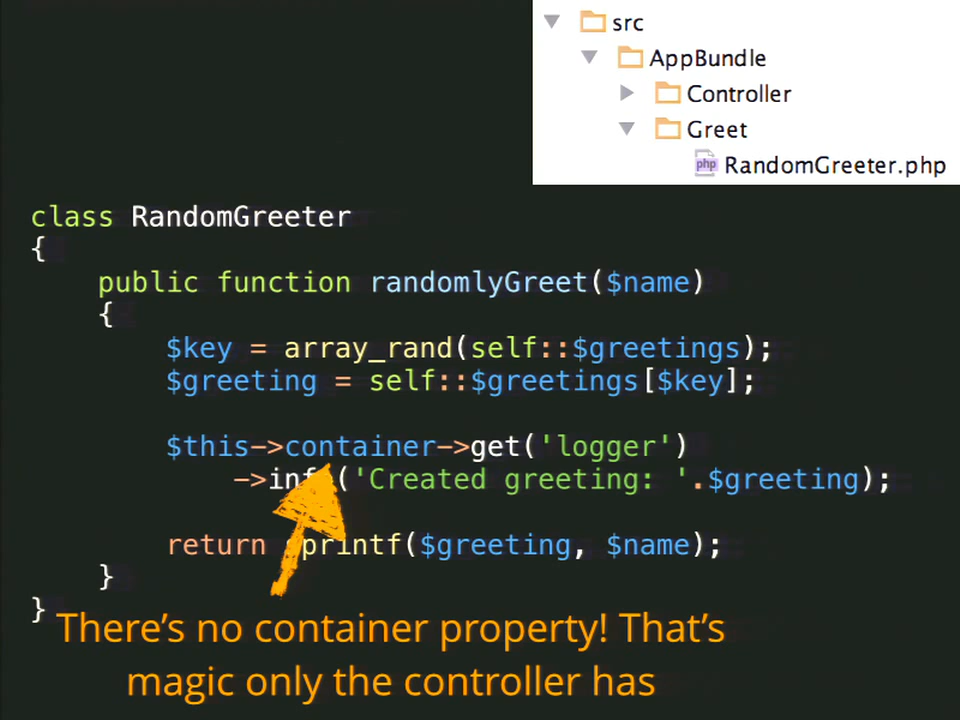 src
AppBundle
Controller
Greet
php RandomGreeter.php
class RandomGreeter
{
    public function randomlyGreet($name)
    {
        $key = array_rand(self::$greetings);
        $greeting = self::$greetings[$key];
        $this->container->get('logger')
            ->info('Created greeting: '.$greeting);
        return sprintf($greeting, $name);
    }
}
There's no container property! That's
magic only the controller has